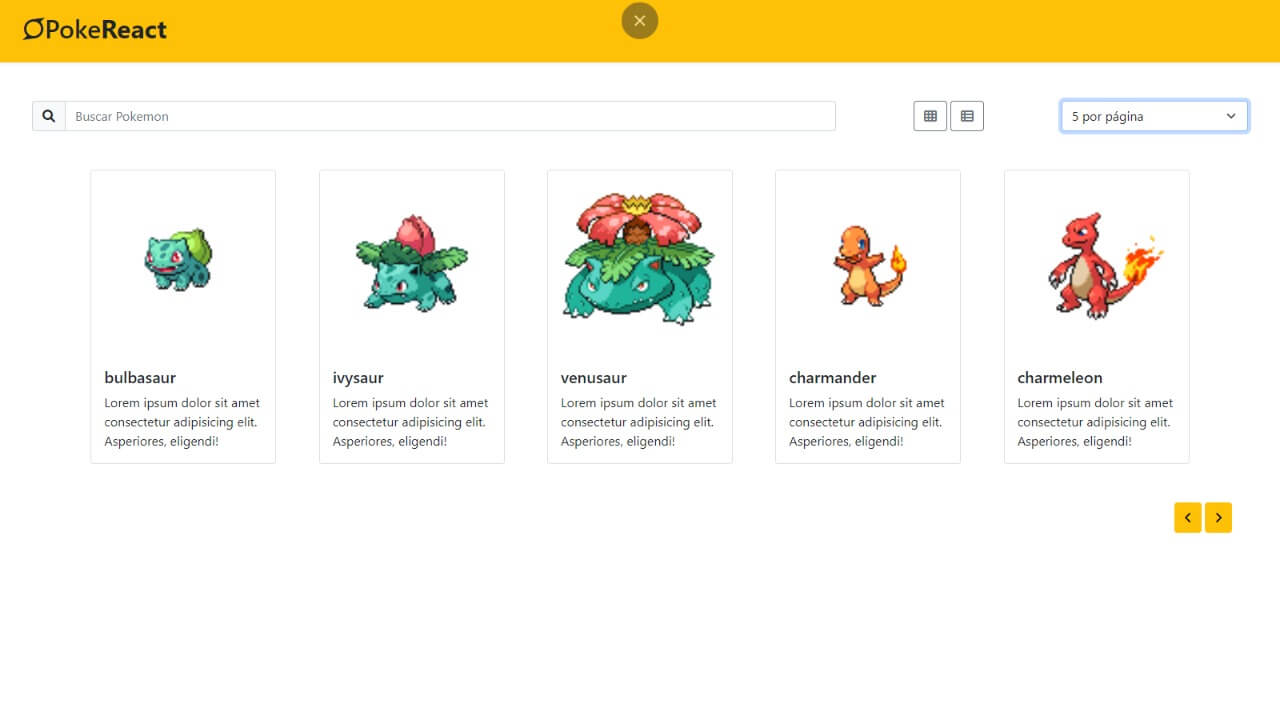 PokeReact
Buscar Pokemon
5 por página
bulbasaur
Lorem ipsum dolor sit amet
consectetur adipisicing elit.
Asperiores, eligendi!
ivysaur
Lorem ipsum dolor sit amet
consectetur adipisicing elit.
Asperiores, eligendi!
venusaur
Lorem ipsum dolor sit amet
consectetur adipisicing elit.
Asperiores, eligendi!
charmander
Lorem ipsum dolor sit amet
consectetur adipisicing elit.
Asperiores, eligendi!
charmeleon
Lorem ipsum dolor sit amet
consectetur adipisicing elit.
Asperiores, eligendi!